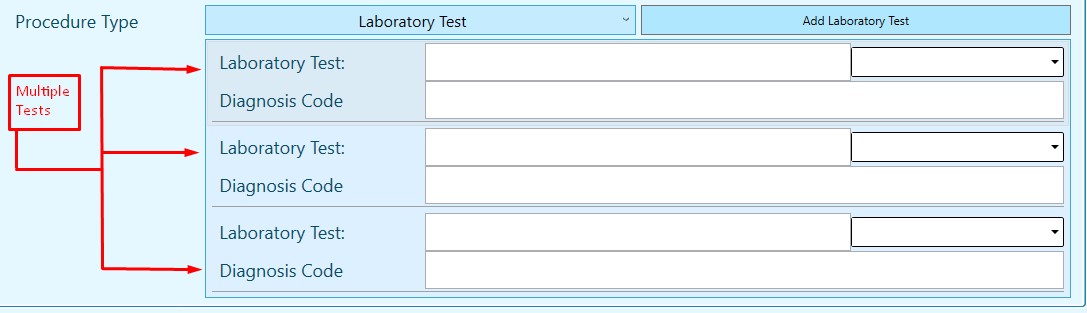 Procedure Type
Laboratory Test
Add Laboratory Test
Multiple
Tests
Laboratory Test:
Diagnosis Code
Laboratory Test:
Diagnosis Code
Laboratory Test:
Diagnosis Code